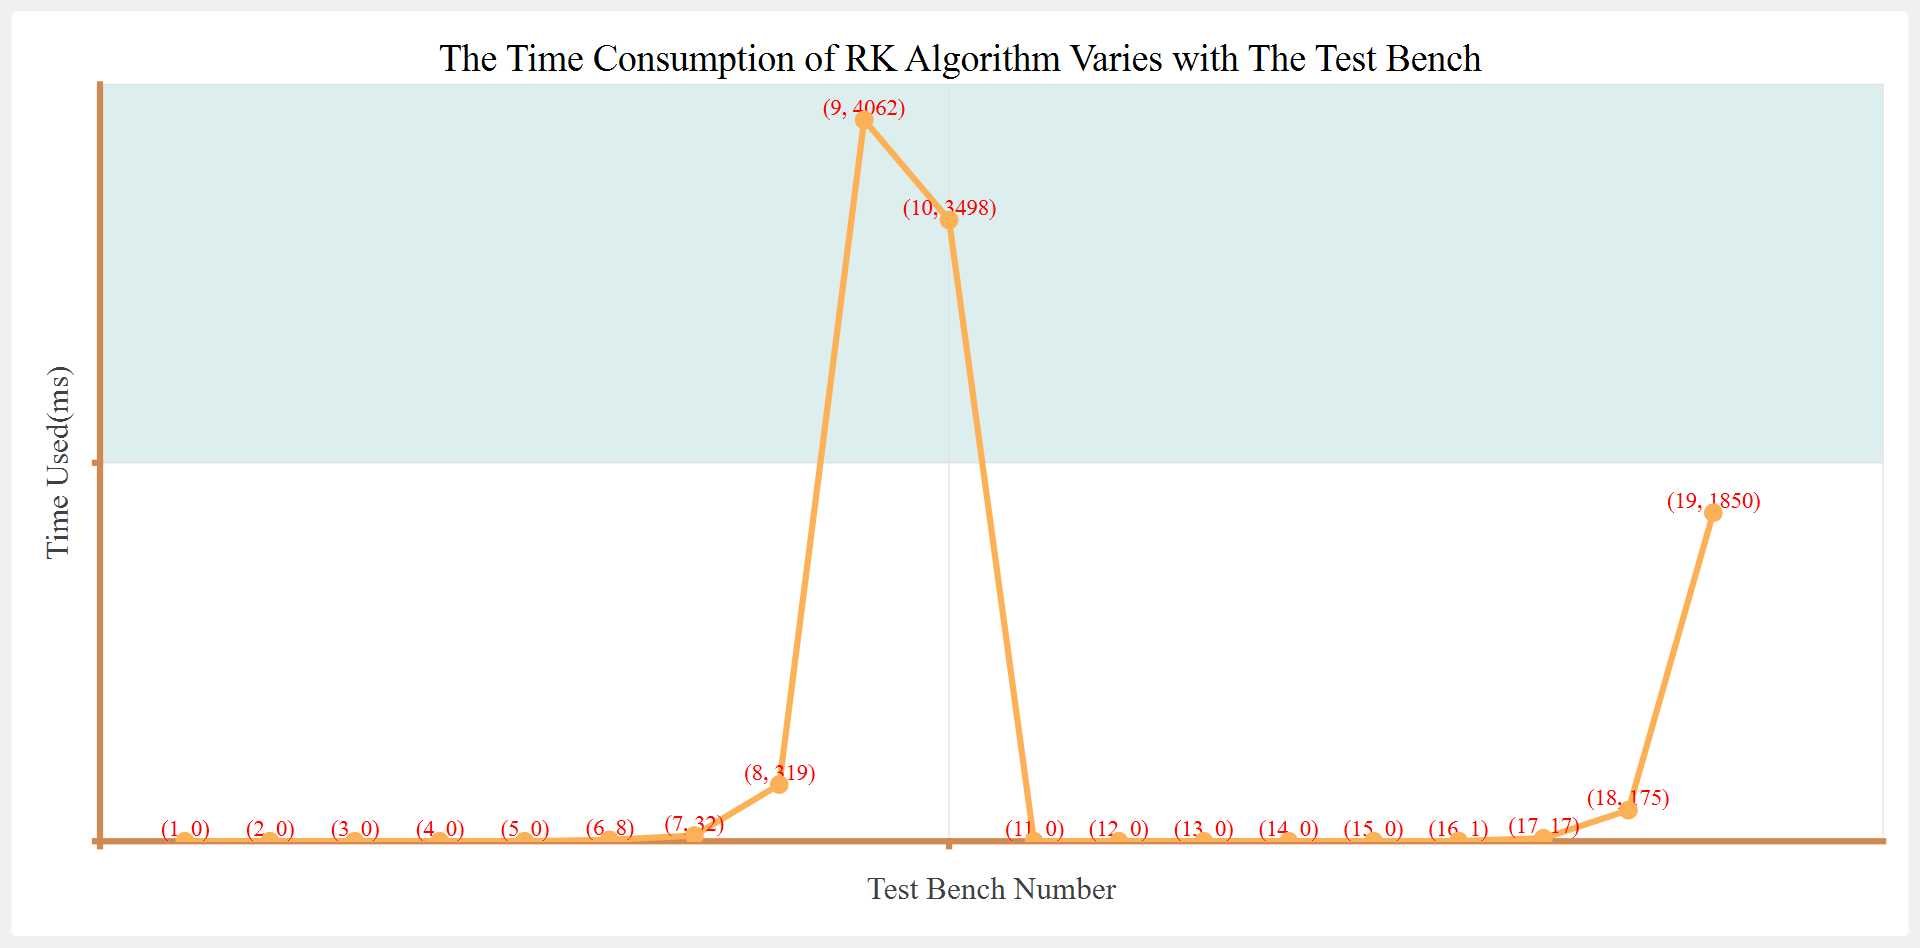 The Time Consumption of RK Algorithm Varies with The Test Bench
(9, 4062)
(10, 3498)
Time Used(ms)
(19, 1850)
(8, 319)
(18, 175)
(1, 0) (2, 0) (3, 0) (4, 0) (5, 0) (6, 8) (7, 32) (11, 0) (12, 0) (13, 0) (14, 0) (15, 0) (16, 1) (17, 17)
Test Bench Number